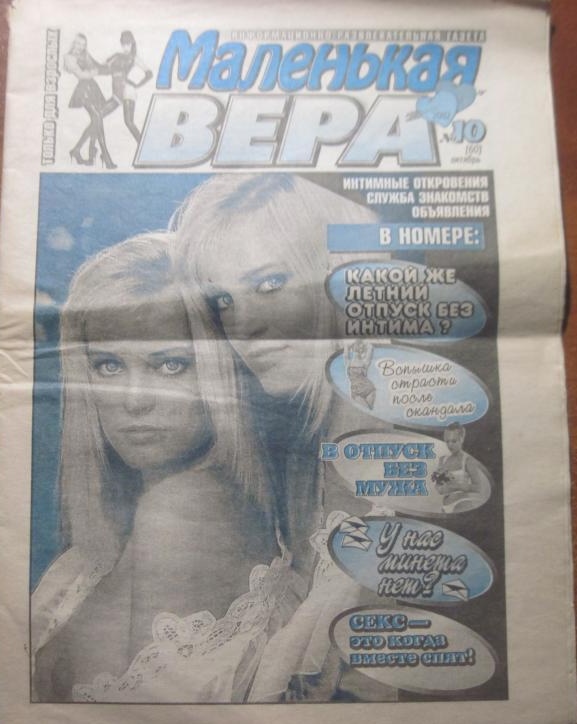 ИНФОРМАЦИОННО-РАЗВЛЕКАТЕЛЬНАЯ ГАЗЕТА
ТОЛЬКО ДЛЯ ВЗРОСЛЫХ
Маленькая
ВЕРА
2002
№10
[60]
октябрь
ИНТИМНЫЕ ОТКРОВЕНИЯ
СЛУЖБА ЗНАКОМСТВ
ОБЪЯВЛЕНИЯ
В НОМЕРЕ:
КАКОЙ ЖЕ
ЛЕТНИЙ
ОТПУСК БЕЗ
ИНТИМА?
Вспышка
страсти
после
скандала
В ОТПУСК
БЕЗ
МУЖА
У нас
минета
нет?
СЕКС —
ЭТО КОГДА
ВМЕСТЕ СПЯТ!